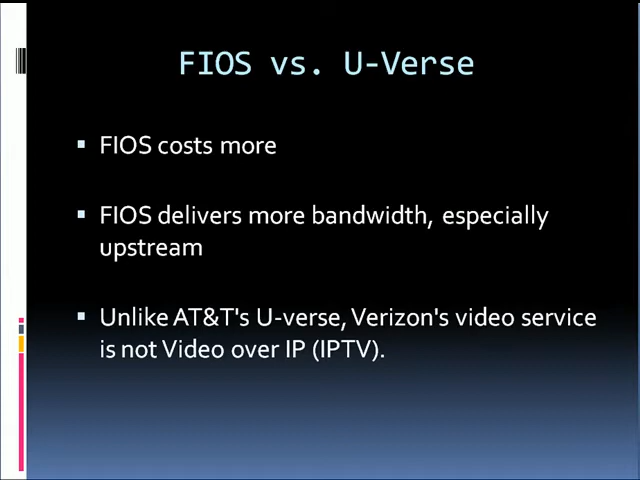 FIOS vs. U-Verse
FIOS costs more
FIOS delivers more bandwidth, especially
upstream
Unlike AT&T's U-verse, Verizon's video service
is not Video over IP (IPTV).